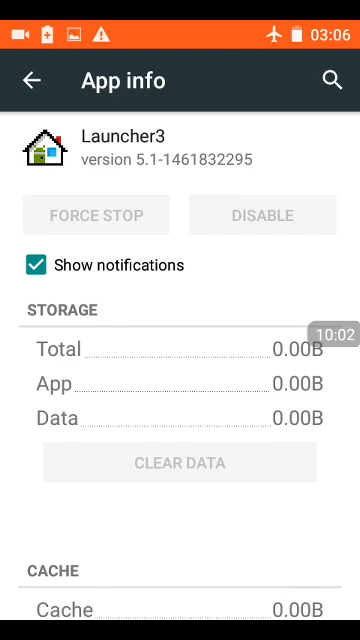 03:06
App info
Launcher3
version 5.1-1461832295
FORCE STOP DISABLE
Show notifications
STORAGE
10:02
Total 0.00B
App 0.00B
Data 0.00B
CLEAR DATA
CACHE
Cache 0.00B